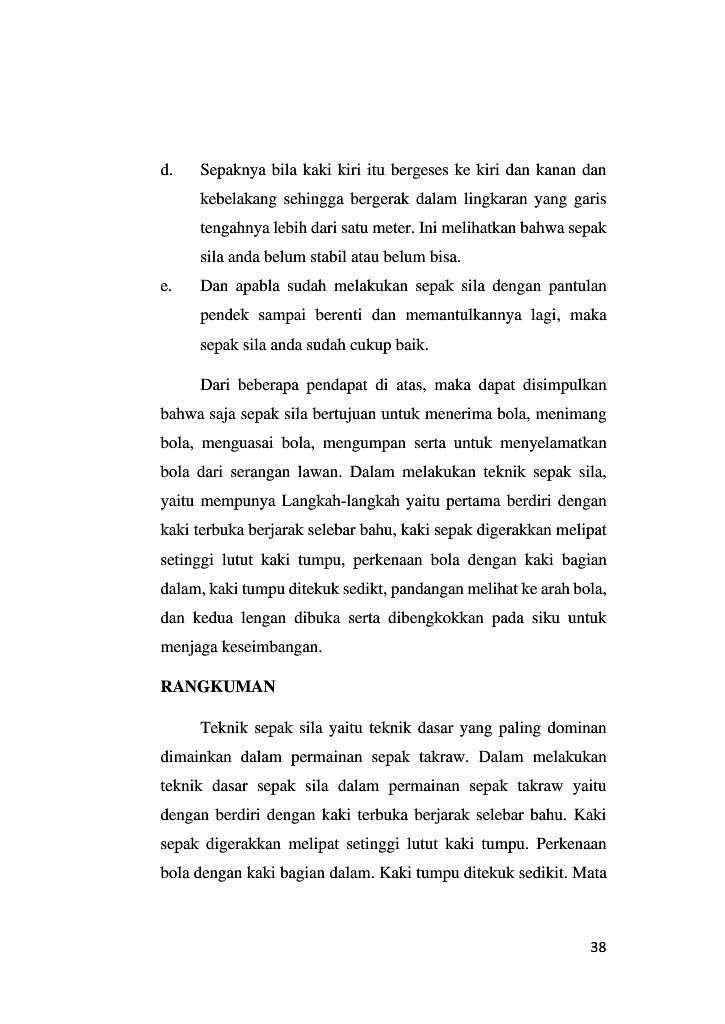 d. Sepaknya bila kaki kiri itu bergeses ke kiri dan kanan dan
kebelakang sehingga bergerak dalam lingkaran yang garis
tengahnya lebih dari satu meter. Ini melihatkan bahwa sepak
sila anda belum stabil atau belum bisa.
e. Dan apabla sudah melakukan sepak sila dengan pantulan
pendek sampai berenti dan memantulkannya lagi, maka
sepak sila anda sudah cukup baik.
Dari beberapa pendapat di atas, maka dapat disimpulkan
bahwa saja sepak sila bertujuan untuk menerima bola, menimang
bola, menguasai bola, mengumpan serta untuk menyelamatkan
bola dari serangan lawan. Dalam melakukan teknik sepak sila,
yaitu mempunya Langkah-langkah yaitu pertama berdiri dengan
kaki terbuka berjarak selebar bahu, kaki sepak digerakkan melipat
setinggi lutut kaki tumpu, perkenaan bola dengan kaki bagian
dalam, kaki tumpu ditekuk sedikt, pandangan melihat ke arah bola,
dan kedua lengan dibuka serta dibengkokkan pada siku untuk
menjaga keseimbangan.
RANGKUMAN
Teknik sepak sila yaitu teknik dasar yang paling dominan
dimainkan dalam permainan sepak takraw. Dalam melakukan
teknik dasar sepak sila dalam permainan sepak takraw yaitu
dengan berdiri dengan kaki terbuka berjarak selebar bahu. Kaki
sepak digerakkan melipat setinggi lutut kaki tumpu. Perkenaan
bola dengan kaki bagian dalam. Kaki tumpu ditekuk sedikit. Mata
38